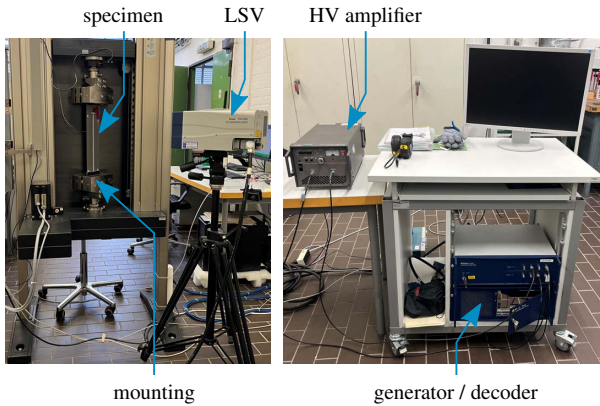 specimen
LSV
HV amplifier
mounting
generator / decoder